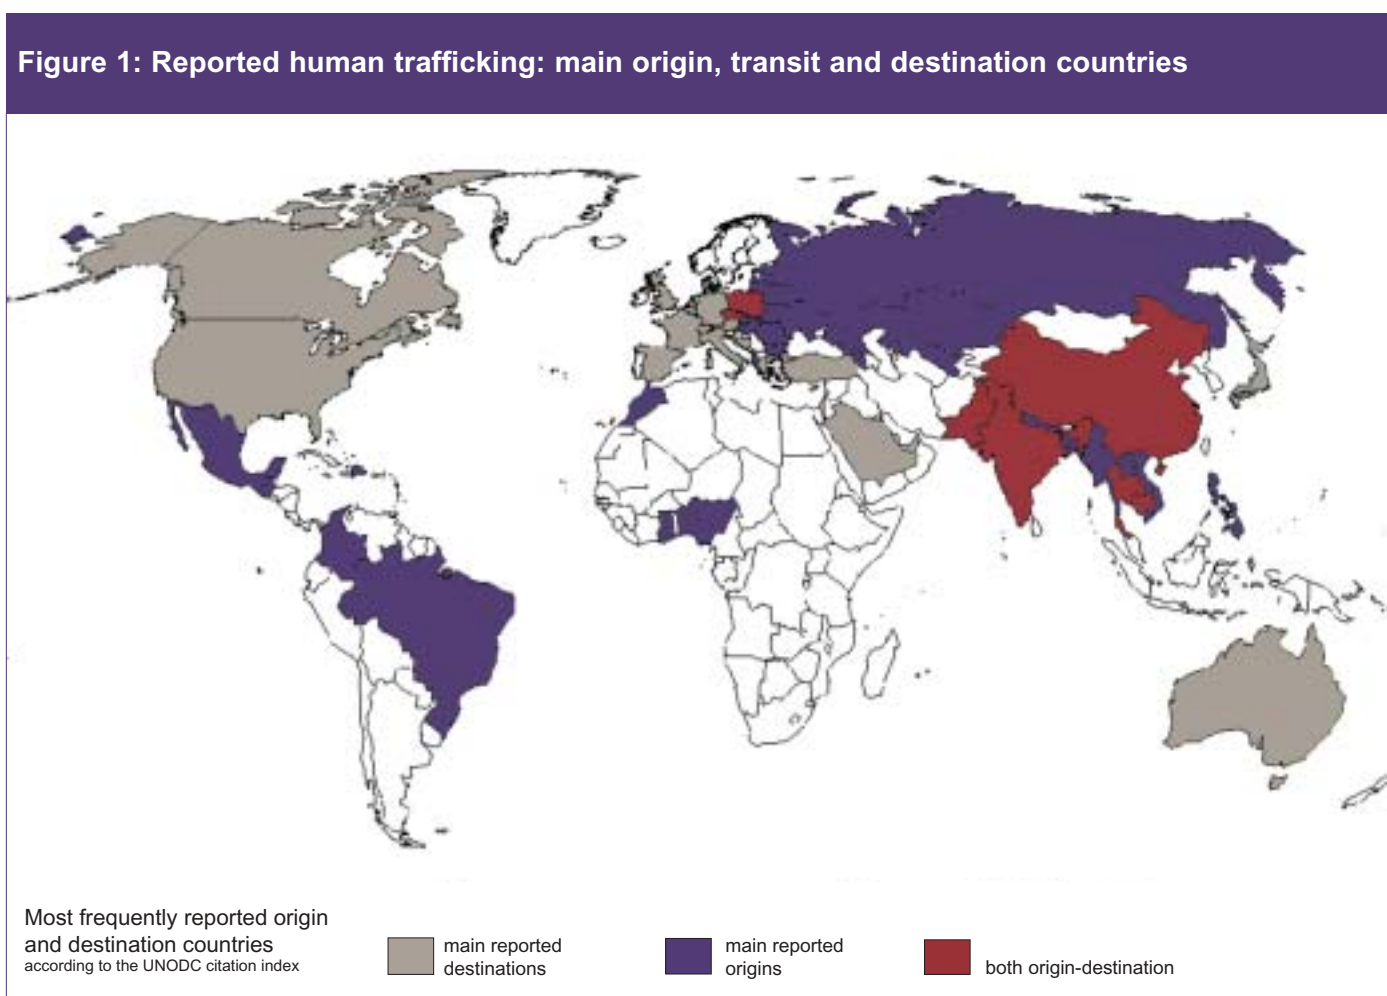 Figure 1: Reported human trafficking: main origin, transit and destination countries
Most frequently reported origin
and destination countries
according to the UNODC citation index
main reported
destinations
main reported
origins
both origin-destination